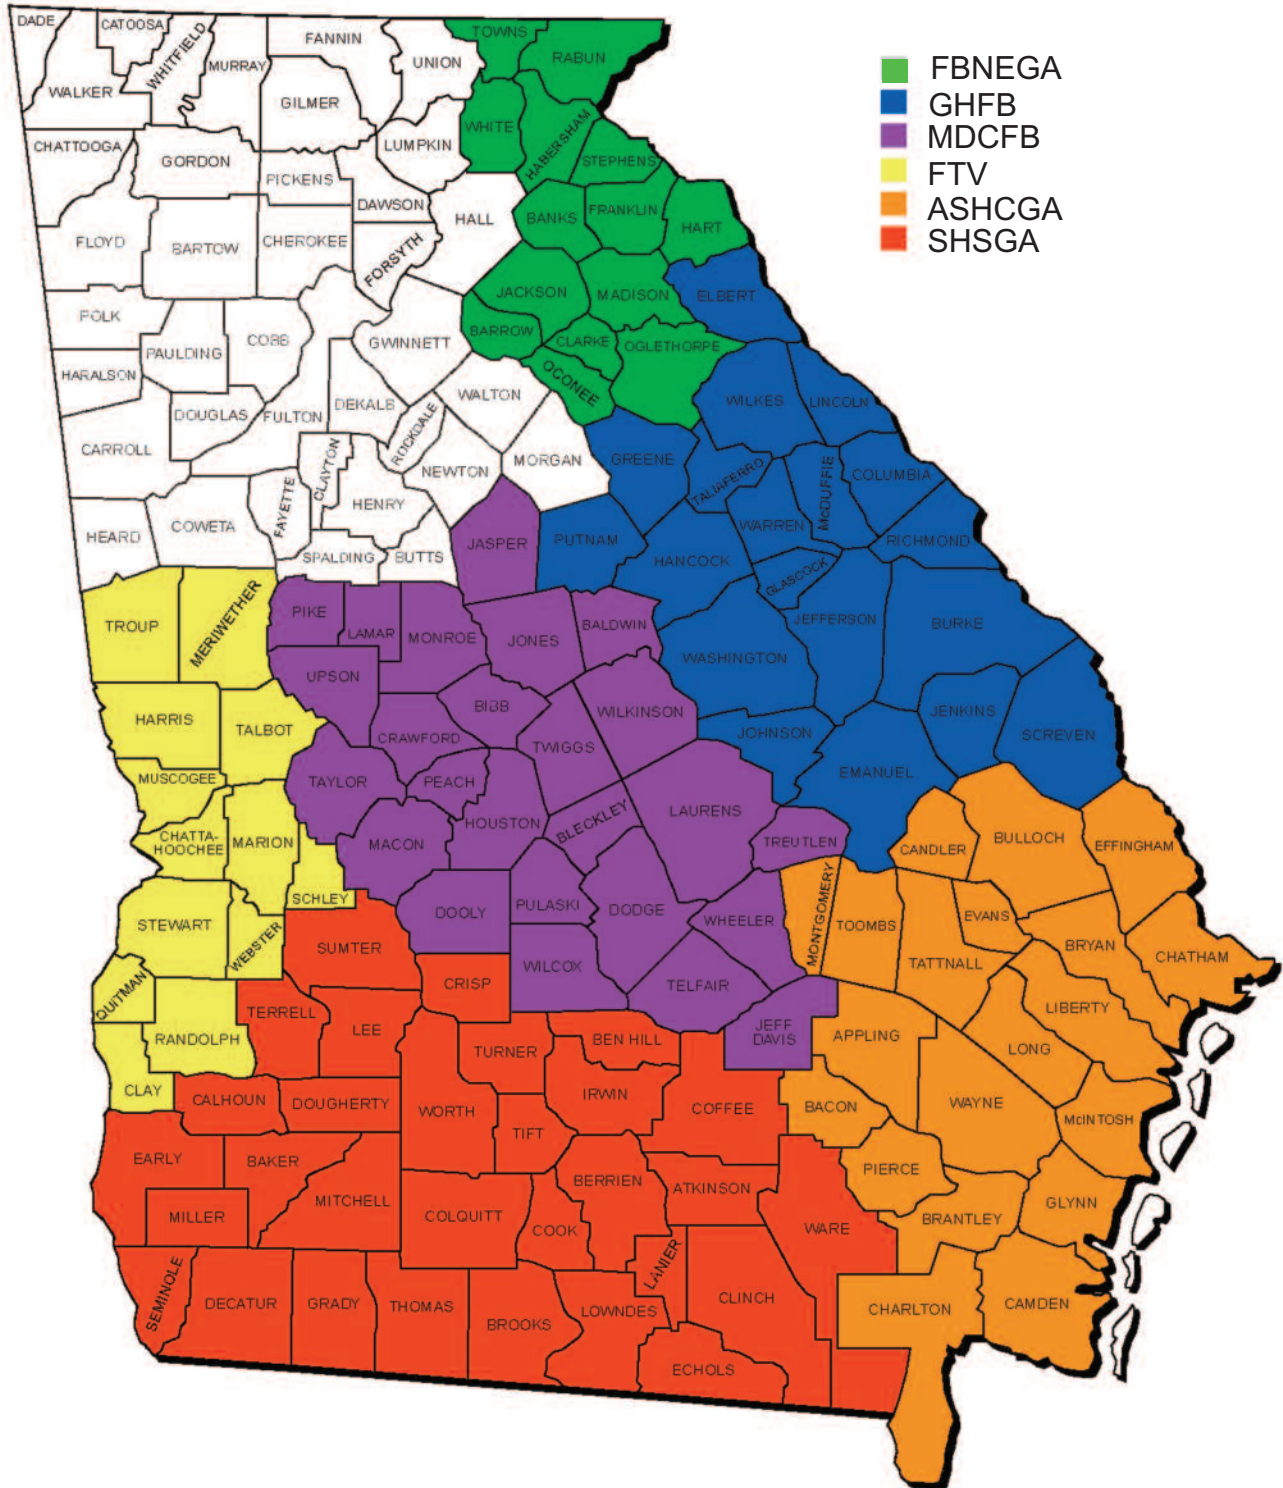 DADE
CATOOSA
WHITFIELD
FANNIN
TOWNS
RABUN
UNION
MURRAY
WALKER
GILMER
FBNEGA
GHFB
MDCFB
FTV
ASHCGA
SHSGA
WHITE
HABERSHAM
CHATTOOGA
LUMPKIN
GORDON
STEPHENS
PICKENS
DAWSON
HALL
BANKS
FRANKLIN
HART
FLOYD
BARTOW
CHEROKEE
FORSYTH
JACKSON
MADISON
ELBERT
POLK
PAULDING
COBB
GWINNETT
BARROW
CLARKE
OGLETHORPE
HARALSON
OCONEE
WALTON
WILKES
LINCOLN
DOUGLAS
FULTON
DEKALB
ROCKDALE
CARROLL
NEWTON
MORGAN
GREENE
TALIAFERRO
McDUFFIE
COLUMBIA
CLAYTON
FAYETTE
HENRY
HEARD
COWETA
SPALDING
BUTTS
JASPER
PUTNAM
WARREN
RICHMOND
HANCOCK
GLASCOCK
TROUP
MERIWETHER
PIKE
LAMAR
MONROE
JONES
BALDWIN
JEFFERSON
BURKE
UPSON
WASHINGTON
HARRIS
TALBOT
BIBB
WILKINSON
JENKINS
SCREVEN
CRAWFORD
TWIGGS
JOHNSON
MUSCOGEE
TAYLOR
PEACH
EMANUEL
LAURENS
HOUSTON
BLECKLEY
CHATTA-
HOOCHEE
MARION
MACON
TREUTLEN
CANDLER
BULLOCH
EFFINGHAM
SCHLEY
DOOLY
PULASKI
DODGE
WHEELER
MONTGOMERY
TOOMBS
EVANS
STEWART
WEBSTER
SUMTER
BRYAN
CHATHAM
TATTNALL
WILCOX
CRISP
TELFAIR
QUITMAN
TERRELL
LIBERTY
RANDOLPH
LEE
TURNER
BEN HILL
JEFF
DAVIS
APPLING
LONG
CLAY
CALHOUN
DOUGHERTY
WORTH
IRWIN
COFFEE
BACON
WAYNE
McINTOSH
TIFT
EARLY
BAKER
PIERCE
BERRIEN
ATKINSON
MITCHELL
MILLER
COLQUITT
COOK
WARE
BRANTLEY
GLYNN
LANIER
SEMINOLE
DECATUR
GRADY
THOMAS
BROOKS
LOWNDES
CLINCH
CHARLTON
CAMDEN
ECHOLS